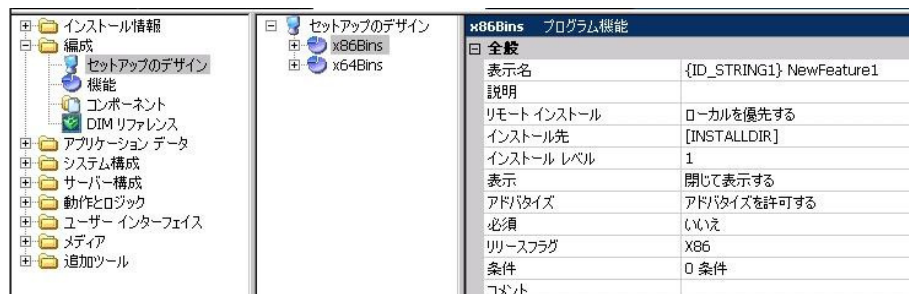 インストール情報
編成
セットアップのデザイン
機能
コンポーネント
DIM リファレンス
アプリケーション データ
システム構成
サーバー構成
動作とロジック
ユーザー インターフェイス
メディア
追加ツール
セットアップのデザイン
x86Bins
x64Bins
x86Bins プログラム機能
全般
表示名 {ID_STRING1} NewFeature1
説明
リモート インストール ローカルを優先する
インストール先 [INSTALLDIR]
インストール レベル 1
表示 閉じて表示する
アドバタイズ アドバタイズを許可する
必須 いいえ
リリースフラグ X86
条件 0 条件
コメント